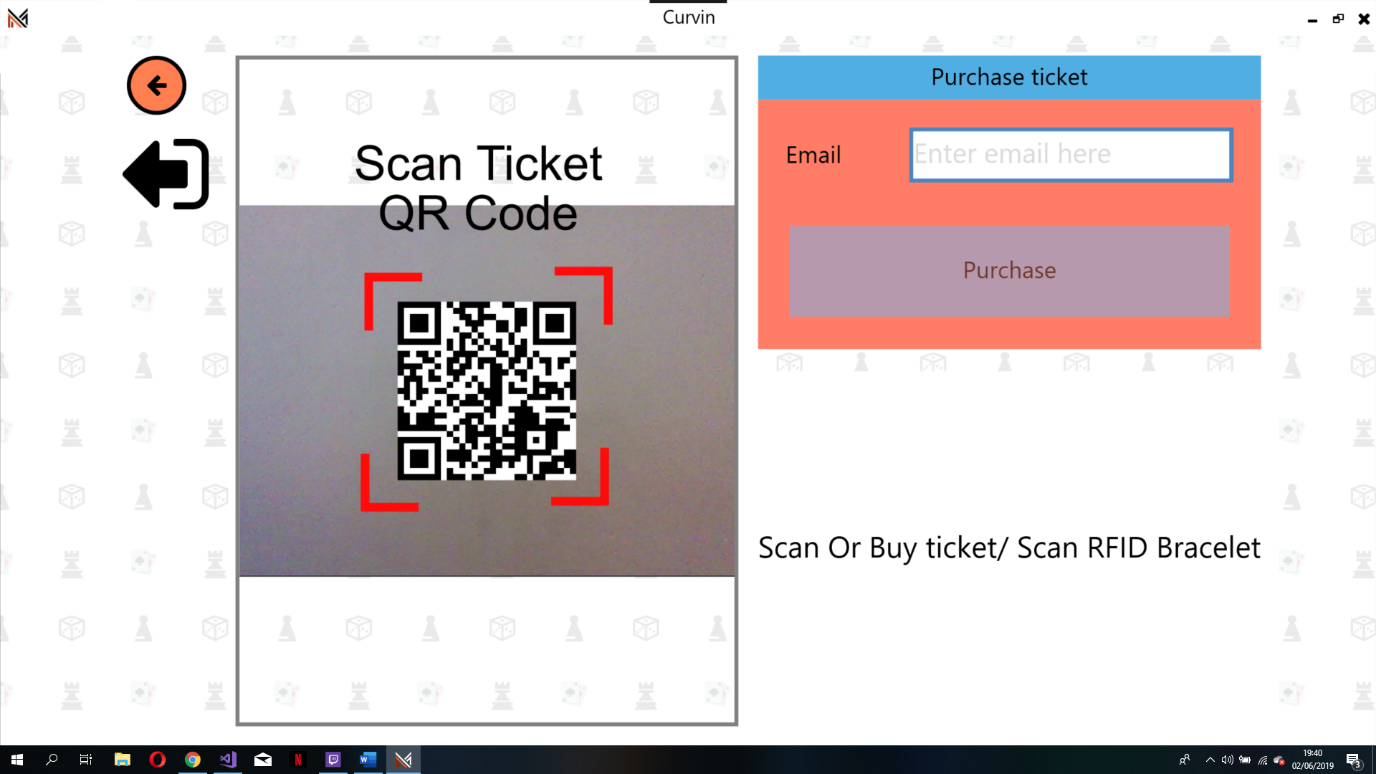 Curvin
Scan Ticket
QR Code
Purchase ticket
Email
Enter email here
Purchase
Scan Or Buy ticket/ Scan RFID Bracelet
19:40
02/06/2019
3